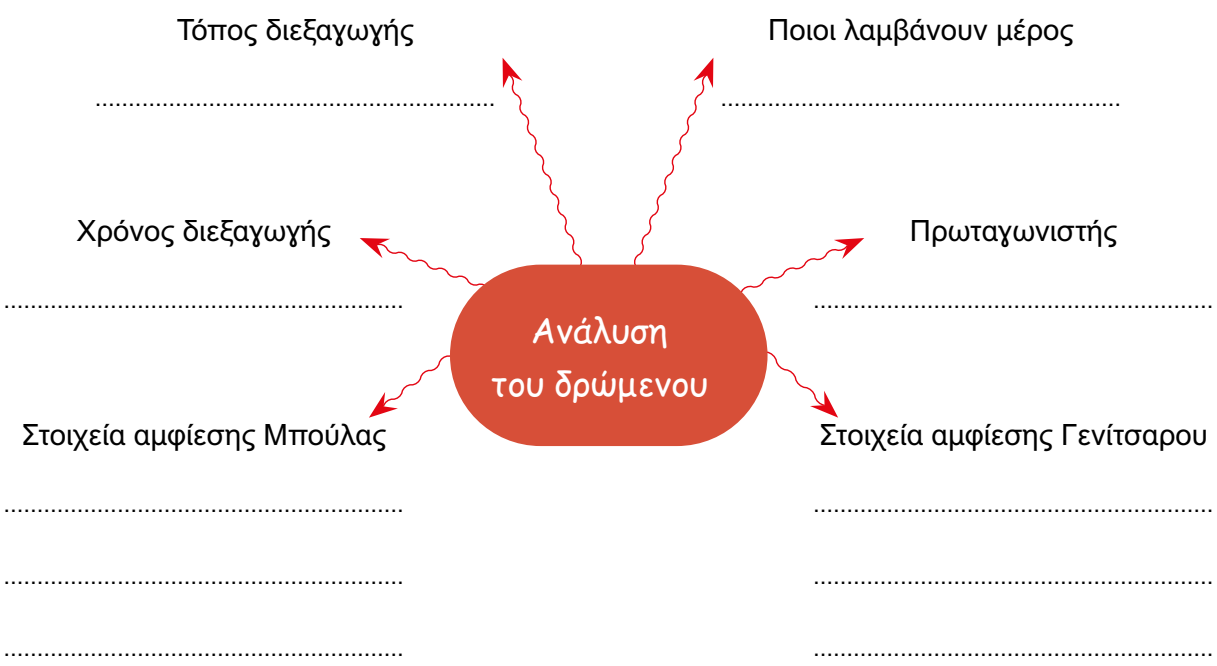 Τόπος διεξαγωγής
Ποιοι λαμβάνουν μέρος
............................................................
............................................................
Χρόνος διεξαγωγής
Πρωταγωνιστής
............................................................
............................................................
Ανάλυση
του δρώμενου
Στοιχεία αμφίεσης Μπούλας
Στοιχεία αμφίεσης Γενίτσαρου
............................................................
............................................................
............................................................
............................................................
............................................................
............................................................